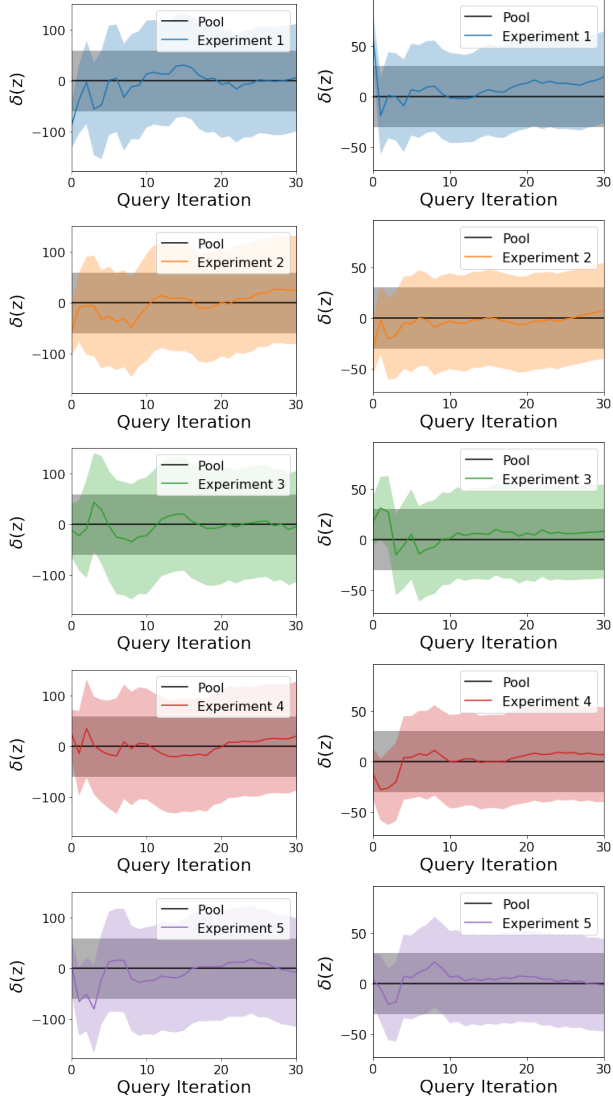 100
0
−100
δ(z)
0
10
20
30
Query Iteration
Pool
Experiment 1
50
0
−50
δ(z)
0
10
20
30
Query Iteration
Pool
Experiment 1
100
0
−100
δ(z)
0
10
20
30
Query Iteration
Pool
Experiment 2
50
0
−50
δ(z)
0
10
20
30
Query Iteration
Pool
Experiment 2
100
0
−100
δ(z)
0
10
20
30
Query Iteration
Pool
Experiment 3
50
0
−50
δ(z)
0
10
20
30
Query Iteration
Pool
Experiment 3
100
0
−100
δ(z)
0
10
20
30
Query Iteration
Pool
Experiment 4
50
0
−50
δ(z)
0
10
20
30
Query Iteration
Pool
Experiment 4
100
0
−100
δ(z)
0
10
20
30
Query Iteration
Pool
Experiment 5
50
0
−50
δ(z)
0
10
20
30
Query Iteration
Pool
Experiment 5